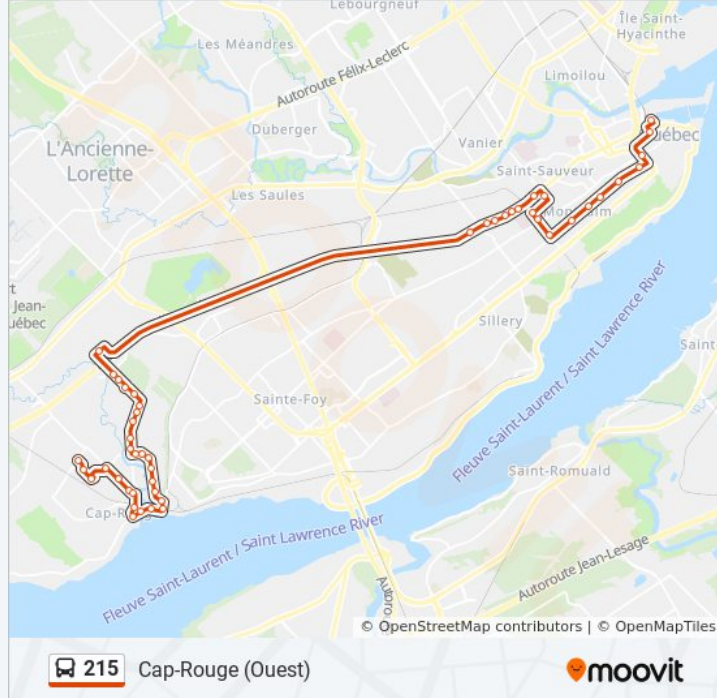 Lebourgneuf
Île Saint-
Hyacinthe
Les Méandres
Autoroute Félix-Leclerc
Limoilou
Duberger
Vanier
L'Ancienne-
Lorette
Saint-Sauveur
Les Saules
Jean-
Sillery
Sainte-Foy
Fleuve Saint-Laurent / Saint Lawrence River
Saint-Romuald
Fleuve Saint-Laurent / Saint Lawrence River
Autoroute Jean-Lesage
© OpenStreetMap contributors | © OpenMapTiles
215 Cap-Rouge (Ouest)
moovit